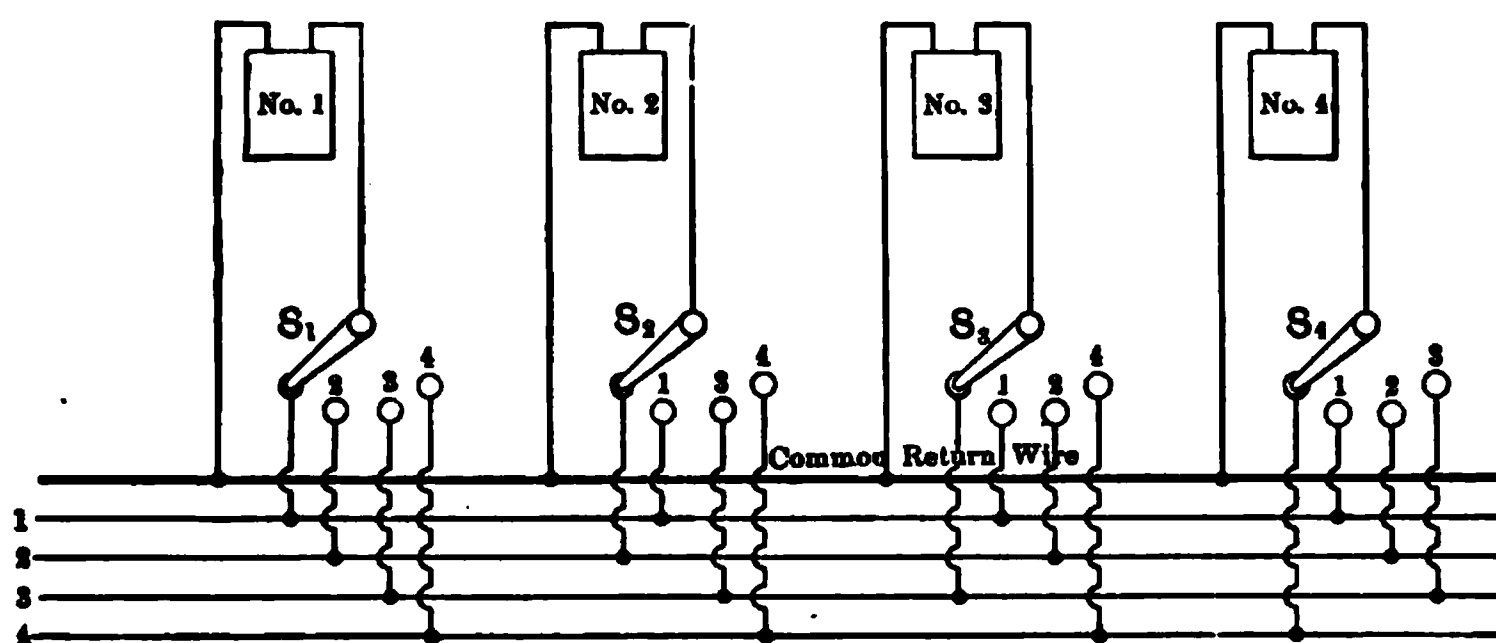 No. 1 No. 2 No. 3 No. 4
S₁ S₂ S₃ S₄
2 3 4 1 3 4 1 2 4 1 2 3
Common Return Wire
1
2
3
4